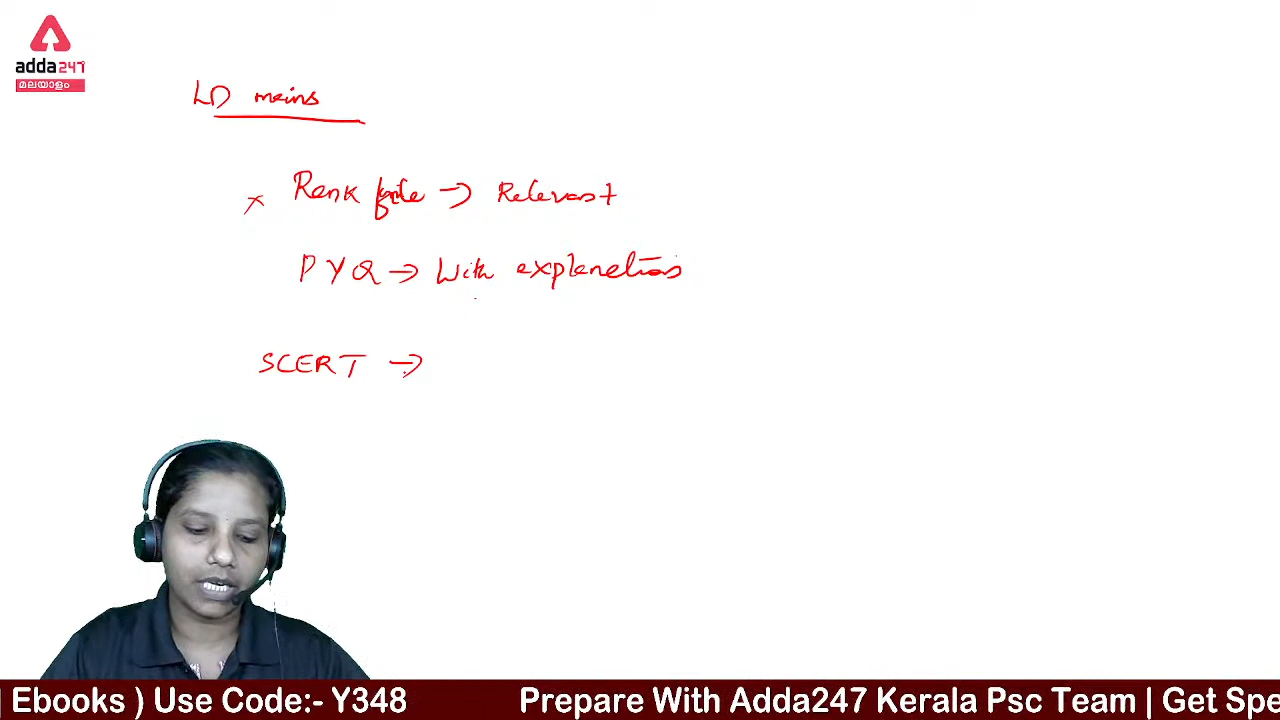 adda247
മലയാളം
LD mains
x Rank file → Relevant
PYQ → With explanations
SCERT →
| Ebooks ) Use Code:- Y348 Prepare With Adda247 Kerala Psc Team | Get Spe